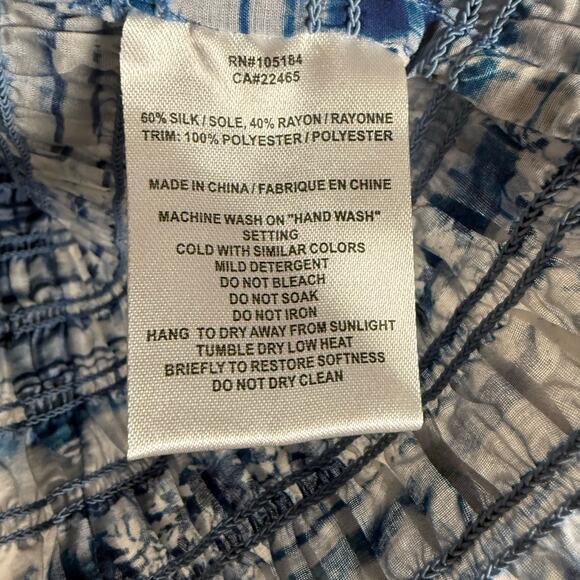 RN#105184
CA#22465
60% SILK / SOLE, 40% RAYON / RAYONNE
TRIM: 100% POLYESTER / POLYESTER
MADE IN CHINA / FABRIQUE EN CHINE
MACHINE WASH ON "HAND WASH"
SETTING
COLD WITH SIMILAR COLORS
MILD DETERGENT
DO NOT BLEACH
DO NOT SOAK
DO NOT IRON
HANG TO DRY AWAY FROM SUNLIGHT
TUMBLE DRY LOW HEAT
BRIEFLY TO RESTORE SOFTNESS
DO NOT DRY CLEAN